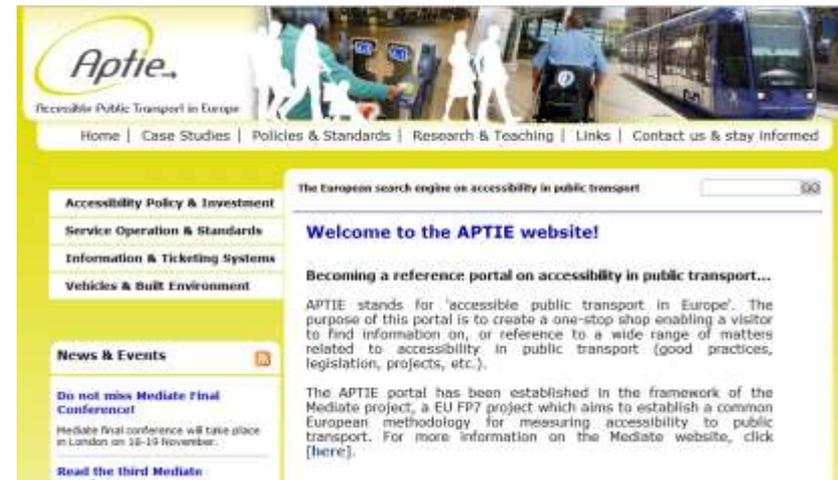 Aptie
Accessible Public Transport in Europe
Home | Case Studies | Policies & Standards | Research & Teaching | Links | Contact us & stay informed
Accessibility Policy & Investment
Service Operation & Standards
Information & Ticketing Systems
Vehicles & Built Environment
News & Events
Do not miss Mediate Final
Conference!
Mediate final conference will take place
in London on 18-19 November.
Read the third Mediate
The European search engine on accessibility in public transport
GO
Welcome to the APTIE website!
Becoming a reference portal on accessibility in public transport...
APTIE stands for 'accessible public transport in Europe'. The
purpose of this portal is to create a one-stop shop enabling a visitor
to find information on, or reference to a wide range of matters
related to accessibility in public transport (good practices,
legislation, projects, etc.).
The APTIE portal has been established in the framework of the
Mediate project, a EU FP7 project which aims to establish a common
European methodology for measuring accessibility to public
transport. For more information on the Mediate website, click
[here].